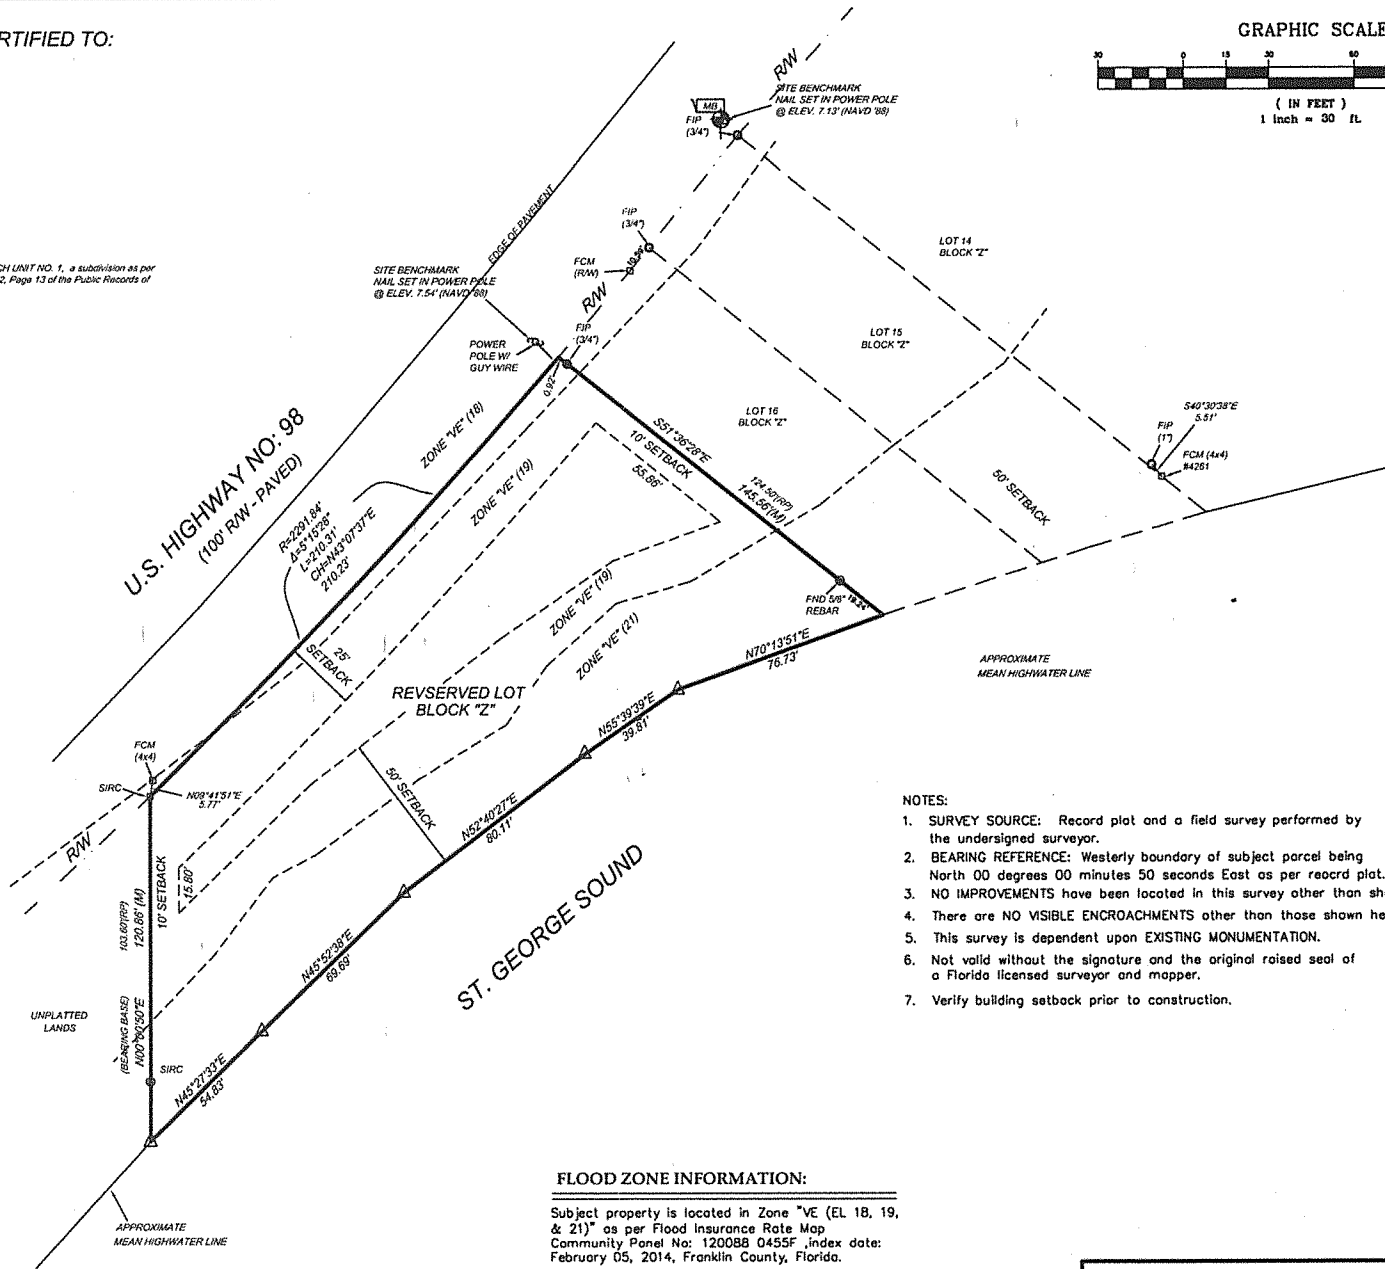 RTIFIED TO:
GRAPHIC SCALE
30 0 15 30 60
( IN FEET )
1 inch = 30 ft.
R/W
SITE BENCHMARK
NAIL SET IN POWER POLE
@ ELEV. 7.13' (NAVD '88)
MB
FIP
(3/4")
EDGE OF PAVEMENT
FIP
(3/4")
FCM
(R/W)
R/W
LOT 14
BLOCK "Z"
CH UNIT NO. 1, a subdivision as per
2, Page 13 of the Public Records of
SITE BENCHMARK
NAIL SET IN POWER POLE
@ ELEV. 7.54' (NAVD '88)
FIP
(3/4")
POWER
POLE W/
GUY WIRE
0.92'
LOT 15
BLOCK "Z"
LOT 16
BLOCK "Z"
S40°30'38"E
5.51'
FIP
(1")
FCM (4x4)
#4261
50' SETBACK
U.S. HIGHWAY NO: 98
(100' R/W - PAVED)
ZONE "VE" (18)
ZONE "VE" (19)
S51°36'28"E
10' SETBACK
55.86'
124.50'(RP)
145.56'(M)
R=2291.84'
Δ=5°15'28"
L=210.31'
CH=N43°07'37"E
210.23'
FND 5/8"
REBAR
19.24'
ZONE "VE" (19)
ZONE "VE" (21)
25'
SETBACK
N70°13'51"E
76.73'
APPROXIMATE
MEAN HIGHWATER LINE
REVSERVED LOT
BLOCK "Z"
N55°39'39"E
39.81'
FCM
(4x4)
SIRC
N09°41'51"E
5.77'
50' SETBACK
N52°40'27"E
80.11'
R/W
10' SETBACK
15.80'
103.60'(RP)
120.86' (M)
ST. GEORGE SOUND
N45°52'38"E
69.69'
UNPLATTED
LANDS
(BEARING BASE)
N00°00'50"E
SIRC
N45°27'33"E
54.83'
APPROXIMATE
MEAN HIGHWATER LINE
NOTES:
1. SURVEY SOURCE: Record plat and a field survey performed by
the undersigned surveyor.
2. BEARING REFERENCE: Westerly boundary of subject parcel being
North 00 degrees 00 minutes 50 seconds East as per reocrd plat.
3. NO IMPROVEMENTS have been located in this survey other than sh
4. There are NO VISIBLE ENCROACHMENTS other than those shown he
5. This survey is dependent upon EXISTING MONUMENTATION.
6. Not valid without the signature and the original raised seal of
a Florida licensed surveyor and mapper.
7. Verify building setback prior to construction.
FLOOD ZONE INFORMATION:
Subject property is located in Zone "VE (EL 18, 19,
& 21)" as per Flood Insurance Rate Map
Community Panel No: 120088 0455F ,index date:
February 05, 2014, Franklin County, Florida.